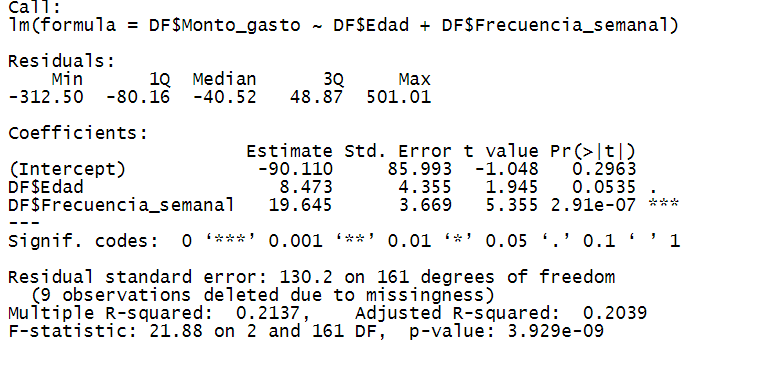 Call:
lm(formula = DF$Monto_gasto ~ DF$Edad + DF$Frecuencia_semanal)
Residuals:
Min 1Q Median 3Q Max
-312.50 -80.16 -40.52 48.87 501.01
Coefficients:
Estimate Std. Error t value Pr(>|t|)
(Intercept) -90.110 85.993 -1.048 0.2963
DF$Edad 8.473 4.355 1.945 0.0535 .
DF$Frecuencia_semanal 19.645 3.669 5.355 2.91e-07 ***
---
Signif. codes: 0 ‘***’ 0.001 ‘**’ 0.01 ‘*’ 0.05 ‘.’ 0.1 ‘ ’ 1
Residual standard error: 130.2 on 161 degrees of freedom
(9 observations deleted due to missingness)
Multiple R-squared: 0.2137, Adjusted R-squared: 0.2039
F-statistic: 21.88 on 2 and 161 DF, p-value: 3.929e-09